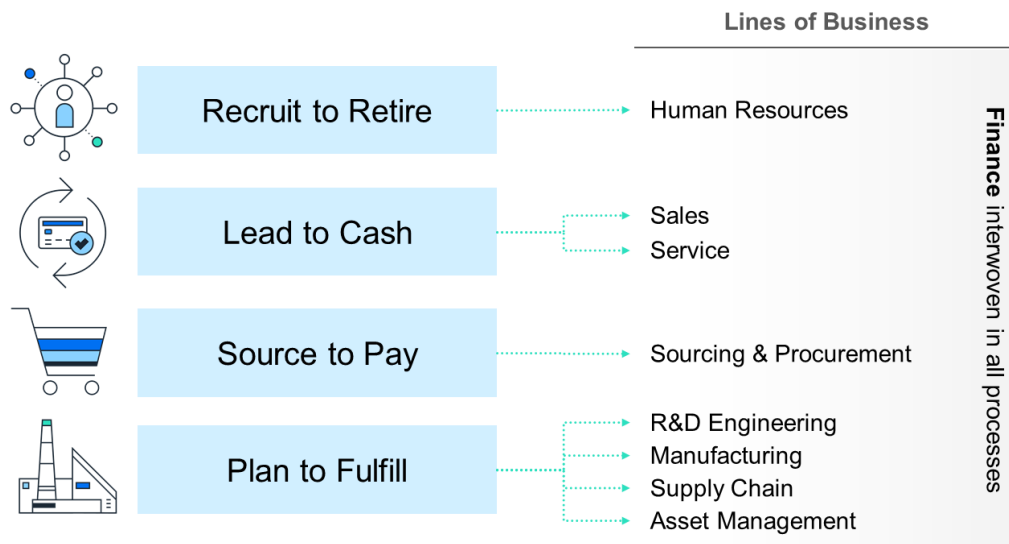 Lines of Business
Recruit to Retire
Human Resources
Lead to Cash
Sales
Service
Source to Pay
Sourcing & Procurement
Plan to Fulfill
R&D Engineering
Manufacturing
Supply Chain
Asset Management
Finance interwoven in all processes